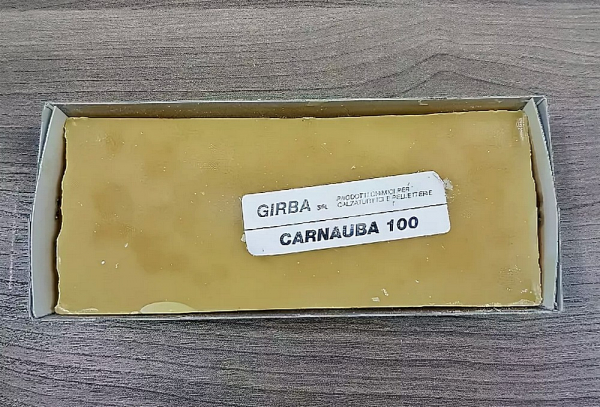 GIRBA SRL PRODOTTI CHIMICI PER
CALZATURIFICI E PELLETTERIE
CARNAUBA 100